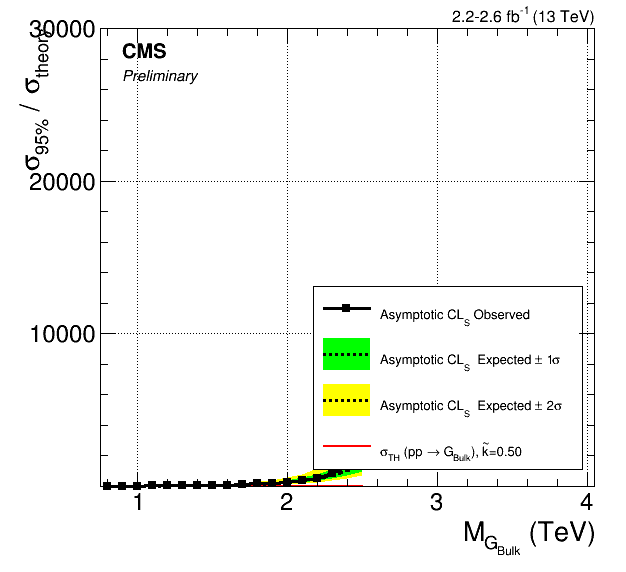 2.2-2.6 fb⁻¹ (13 TeV)
σ95% / σtheory
30000
20000
10000
CMS
Preliminary
Asymptotic CLS Observed
Asymptotic CLS Expected ± 1σ
Asymptotic CLS Expected ± 2σ
σTH (pp → GBulk), k̃=0.50
1 2 3 4
MGBulk (TeV)